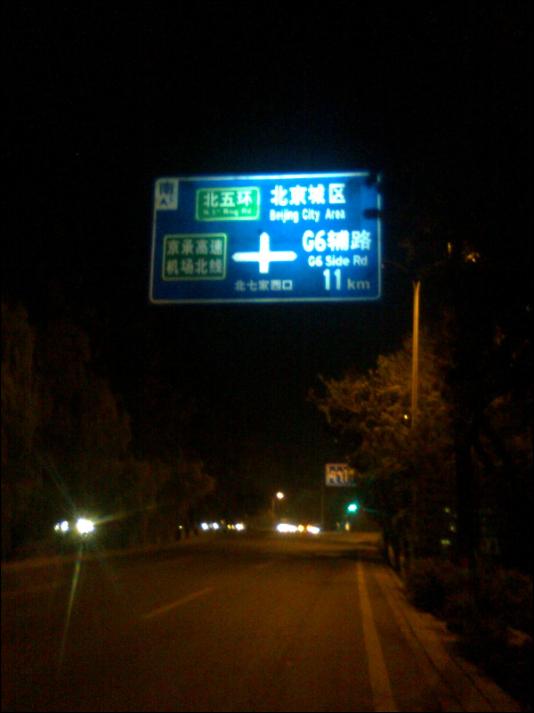 南
北五环
N 5th Ring Rd
北京城区
Beijing City Area
京承高速
机场北线
G6辅路
G6 Side Rd
11 km
北七家西口